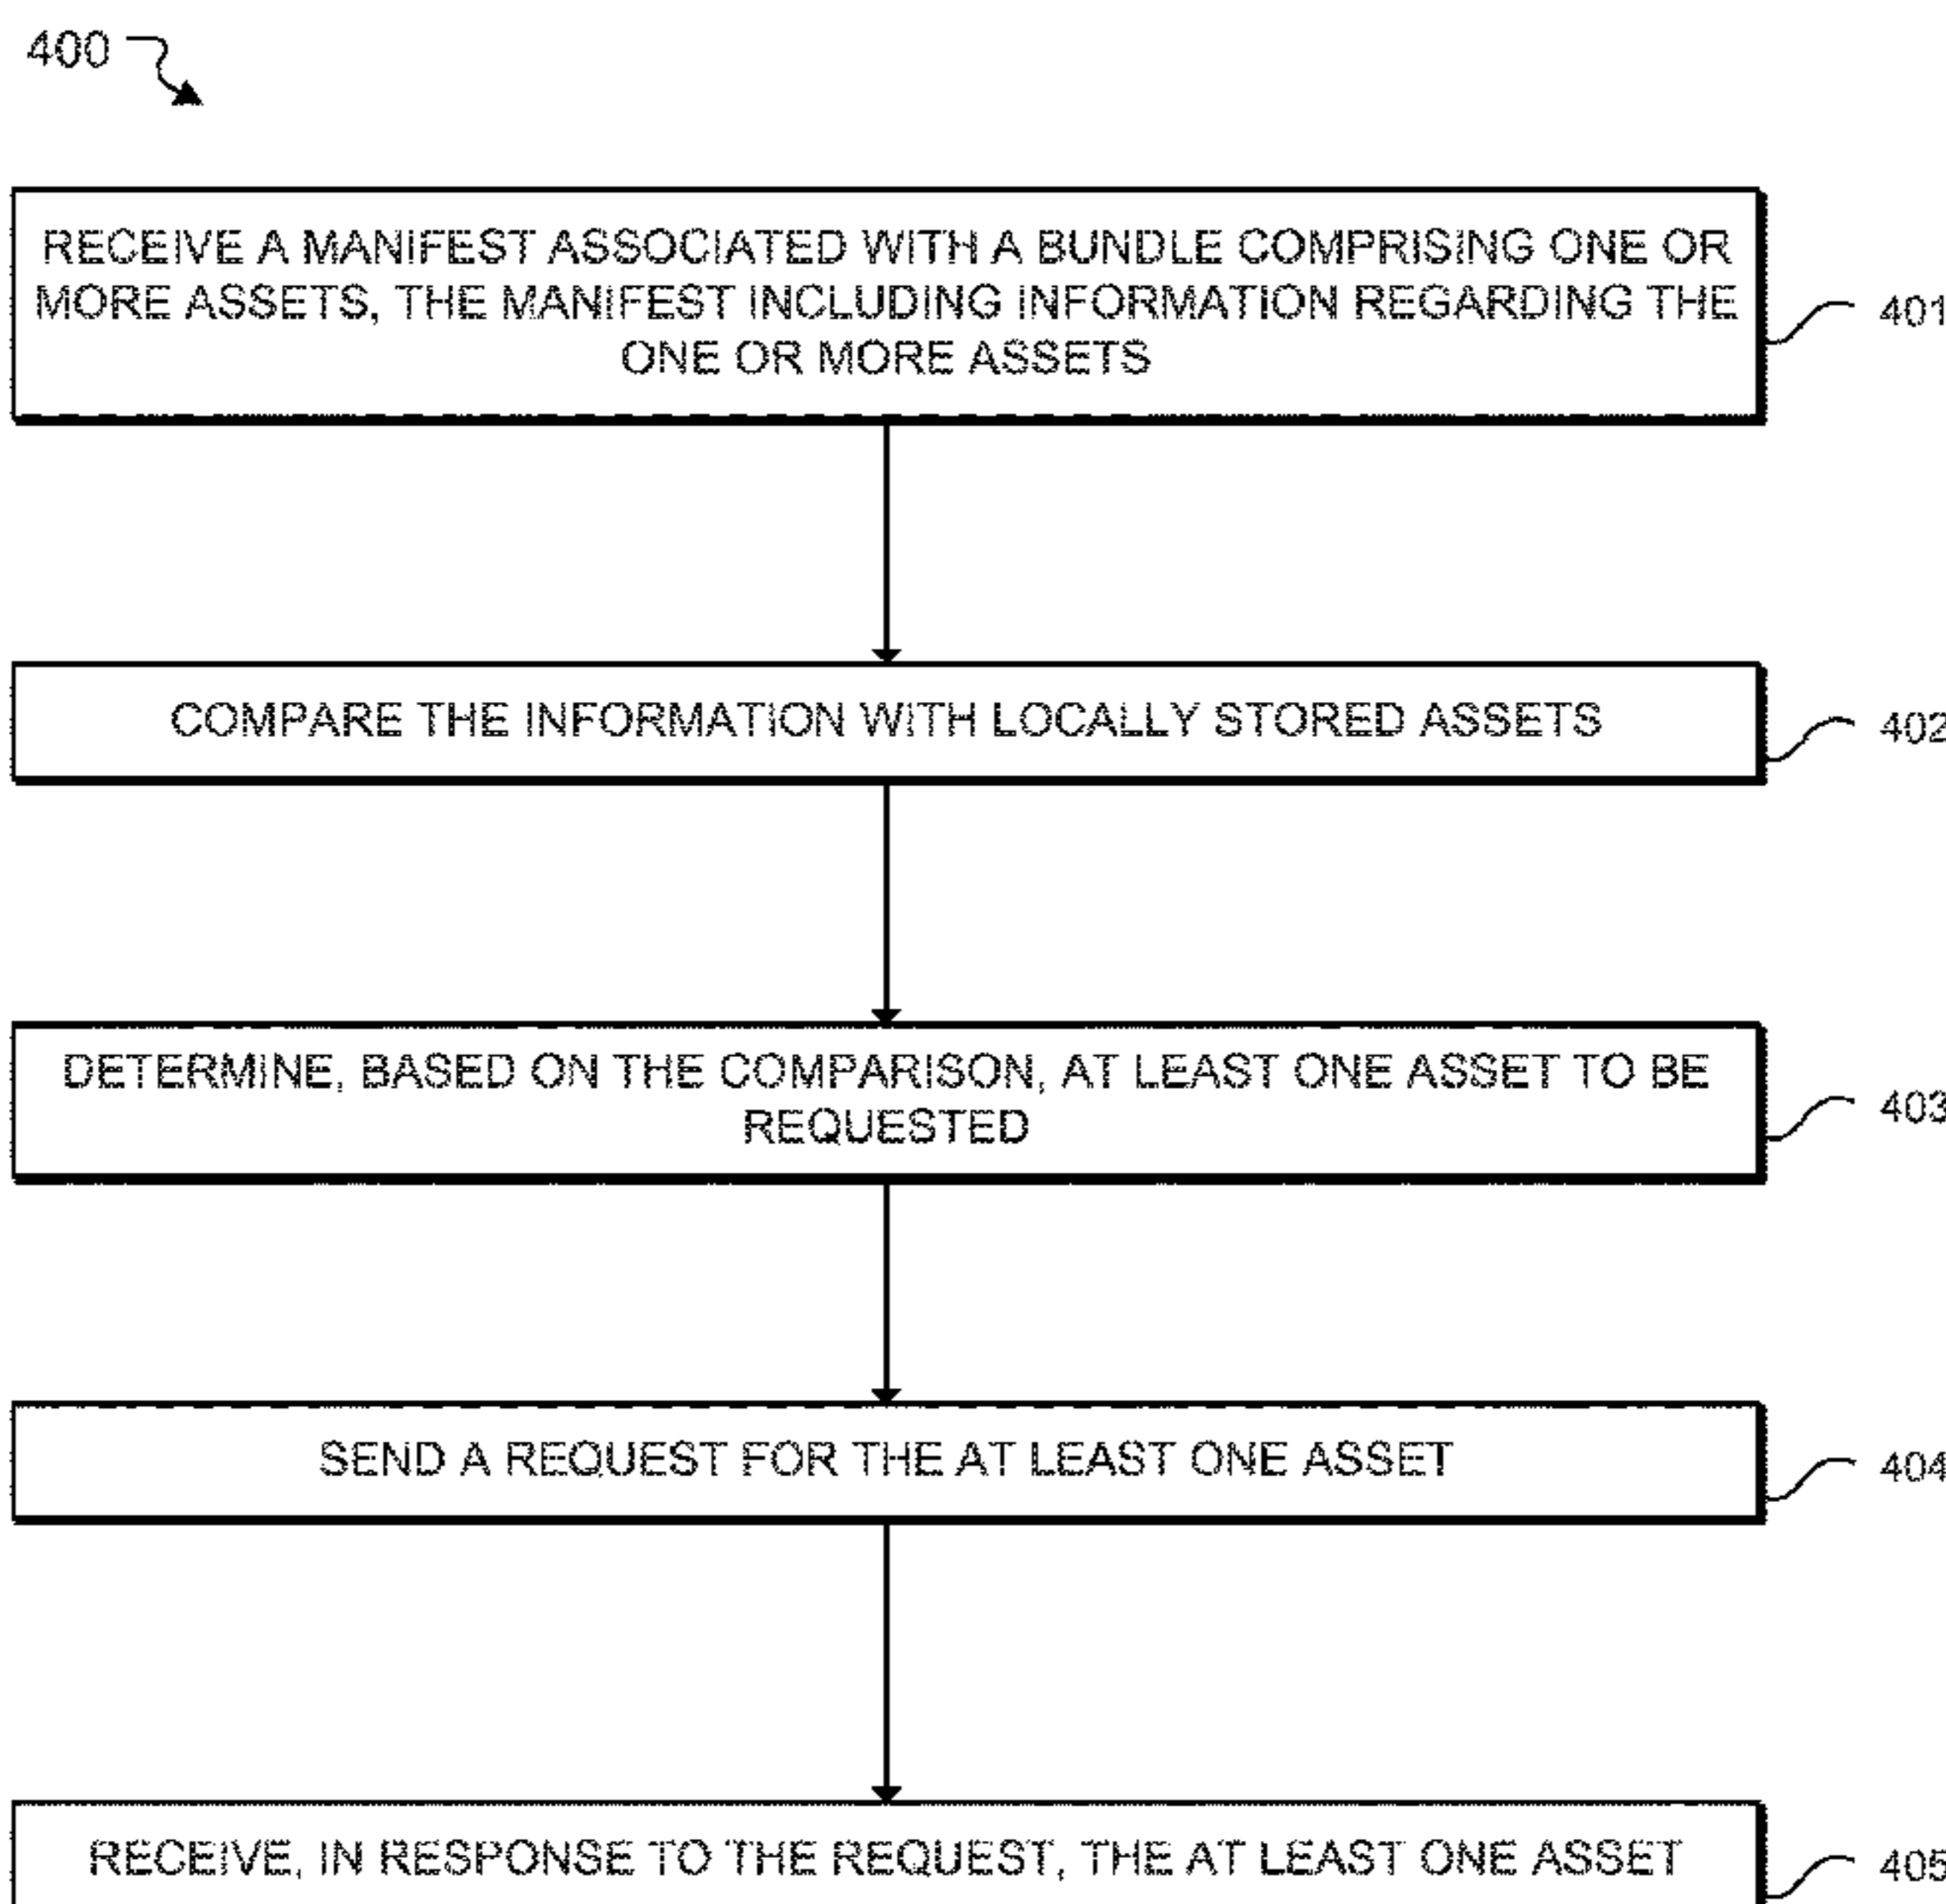 400
RECEIVE A MANIFEST ASSOCIATED WITH A BUNDLE COMPRISING ONE OR
MORE ASSETS, THE MANIFEST INCLUDING INFORMATION REGARDING THE
ONE OR MORE ASSETS
401
COMPARE THE INFORMATION WITH LOCALLY STORED ASSETS
402
DETERMINE, BASED ON THE COMPARISON, AT LEAST ONE ASSET TO BE
REQUESTED
403
SEND A REQUEST FOR THE AT LEAST ONE ASSET
404
RECEIVE, IN RESPONSE TO THE REQUEST, THE AT LEAST ONE ASSET
405